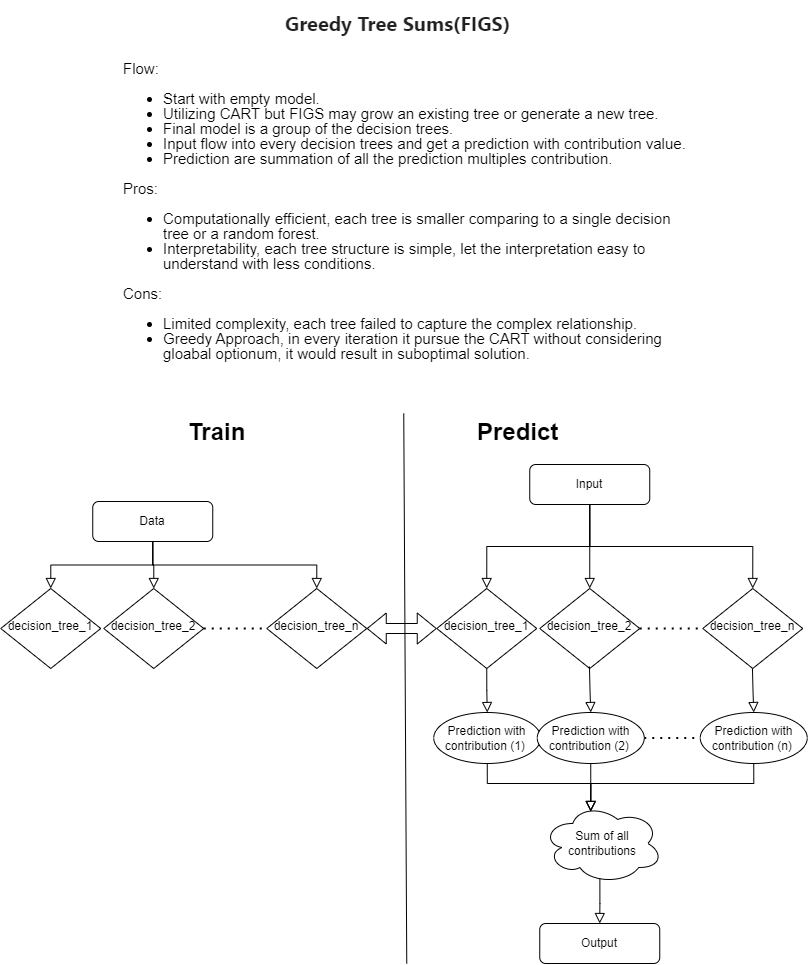 Greedy Tree Sums(FIGS)
Flow:
Start with empty model.
Utilizing CART but FIGS may grow an existing tree or generate a new tree.
Final model is a group of the decision trees.
Input flow into every decision trees and get a prediction with contribution value.
Prediction are summation of all the prediction multiples contribution.
Pros:
Computationally efficient, each tree is smaller comparing to a single decision
tree or a random forest.
Interpretability, each tree structure is simple, let the interpretation easy to
understand with less conditions.
Cons:
Limited complexity, each tree failed to capture the complex relationship.
Greedy Approach, in every iteration it pursue the CART without considering
gloabal optionum, it would result in suboptimal solution.
Train
Data
decision_tree_1
decision_tree_2
decision_tree_n
Predict
Input
decision_tree_1
decision_tree_2
decision_tree_n
Prediction with
contribution (1)
Prediction with
contribution (2)
Prediction with
contribution (n)
Sum of all
contributions
Output